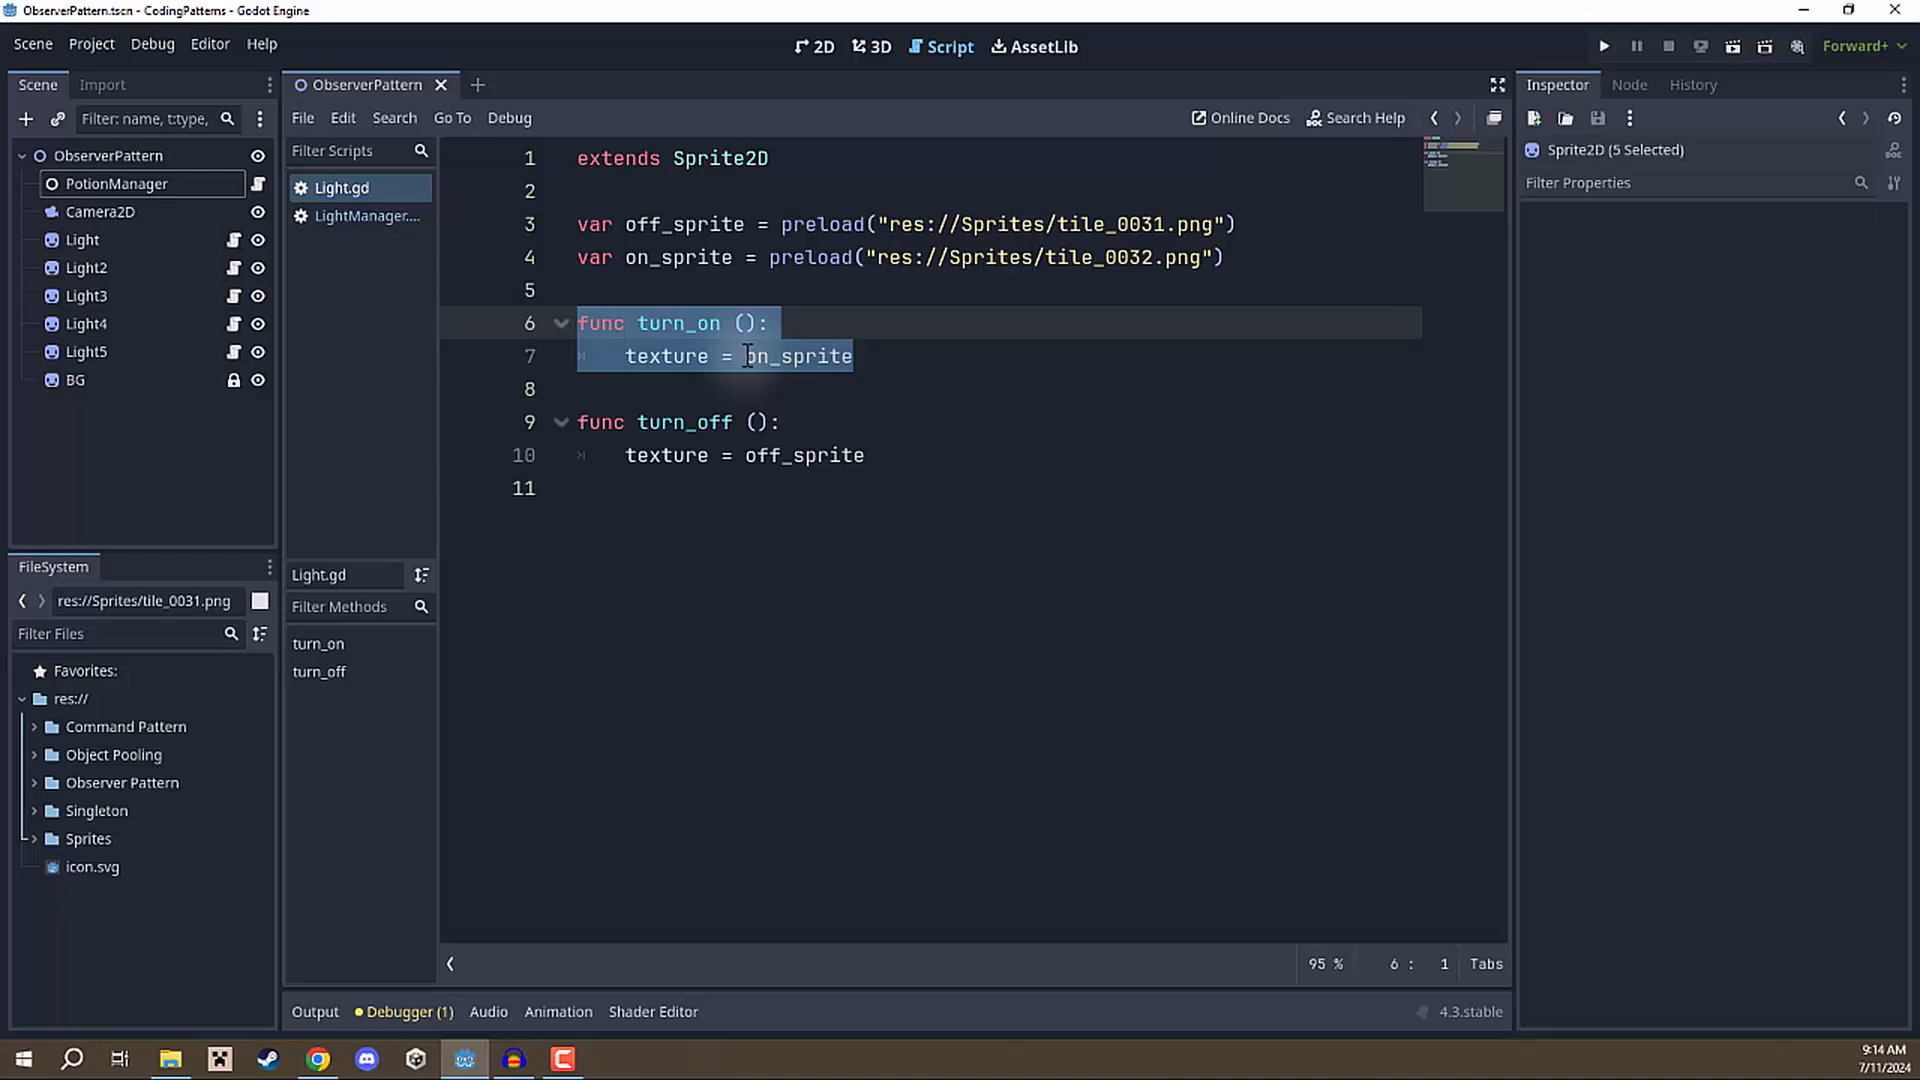 ObserverPattern.tscn - CodingPatterns - Godot Engine
Scene Project Debug Editor Help
2D 3D Script AssetLib
Forward+
Scene Import
Filter: name, t:type,
ObserverPattern
PotionManager
Camera2D
Light
Light2
Light3
Light4
Light5
BG
FileSystem
res://Sprites/tile_0031.png
Filter Files
Favorites:
res://
Command Pattern
Object Pooling
Observer Pattern
Singleton
Sprites
icon.svg
ObserverPattern
File Edit Search Go To Debug
Online Docs Search Help
Filter Scripts
Light.gd
LightManager....
Light.gd
Filter Methods
turn_on
turn_off
1 extends Sprite2D
2
3 var off_sprite = preload("res://Sprites/tile_0031.png")
4 var on_sprite = preload("res://Sprites/tile_0032.png")
5
6 func turn_on ():
7 texture = on_sprite
8
9 func turn_off ():
10 texture = off_sprite
11
95 % 6 : 1 Tabs
Output Debugger (1) Audio Animation Shader Editor
4.3.stable
Inspector Node History
Sprite2D (5 Selected)
Filter Properties
9:14 AM
7/11/2024